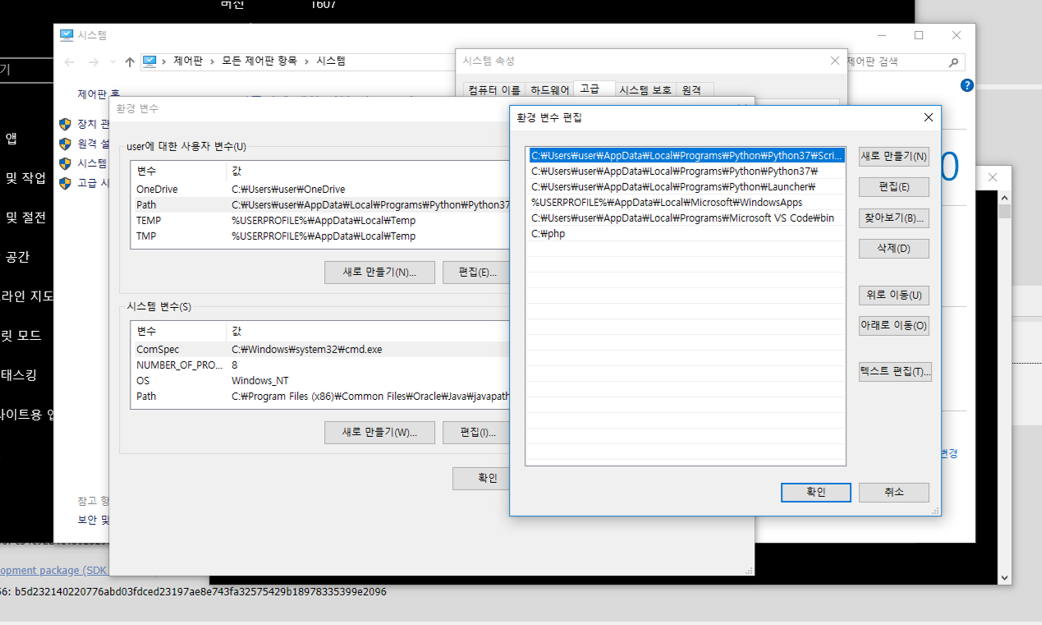 버전 1607
시스템
제어판 › 모든 제어판 항목 › 시스템
제어판 검색
제어판 홈
장치 관
원격 설
시스템
고급 시
참고 항
보안 및
변경
기
앱
및 작업
및 절전
공간
라인 지도
릿 모드
태스킹
시스템 속성
컴퓨터 이름 하드웨어 고급 시스템 보호 원격
환경 변수
user에 대한 사용자 변수(U)
변수 값
OneDrive C:₩Users₩user₩OneDrive
Path C:₩Users₩user₩AppData₩Local₩Programs₩Python₩Python37
TEMP %USERPROFILE%₩AppData₩Local₩Temp
TMP %USERPROFILE%₩AppData₩Local₩Temp
새로 만들기(N)... 편집(E)...
시스템 변수(S)
변수 값
ComSpec C:₩Windows₩system32₩cmd.exe
NUMBER_OF_PRO... 8
OS Windows_NT
Path C:₩Program Files (x86)₩Common Files₩Oracle₩Java₩javapath
새로 만들기(W)... 편집(I)...
확인
환경 변수 편집
C:₩Users₩user₩AppData₩Local₩Programs₩Python₩Python37₩Scri...
C:₩Users₩user₩AppData₩Local₩Programs₩Python₩Python37₩
C:₩Users₩user₩AppData₩Local₩Programs₩Python₩Launcher₩
%USERPROFILE%₩AppData₩Local₩Microsoft₩WindowsApps
C:₩Users₩user₩AppData₩Local₩Programs₩Microsoft VS Code₩bin
C:₩php
새로 만들기(N)
편집(E)
찾아보기(B)...
삭제(D)
위로 이동(U)
아래로 이동(O)
텍스트 편집(T)...
확인 취소
opment package (SDK
56: b5d232140220776abd03fdced23197ae8e743fa32575429b18978335399e2096